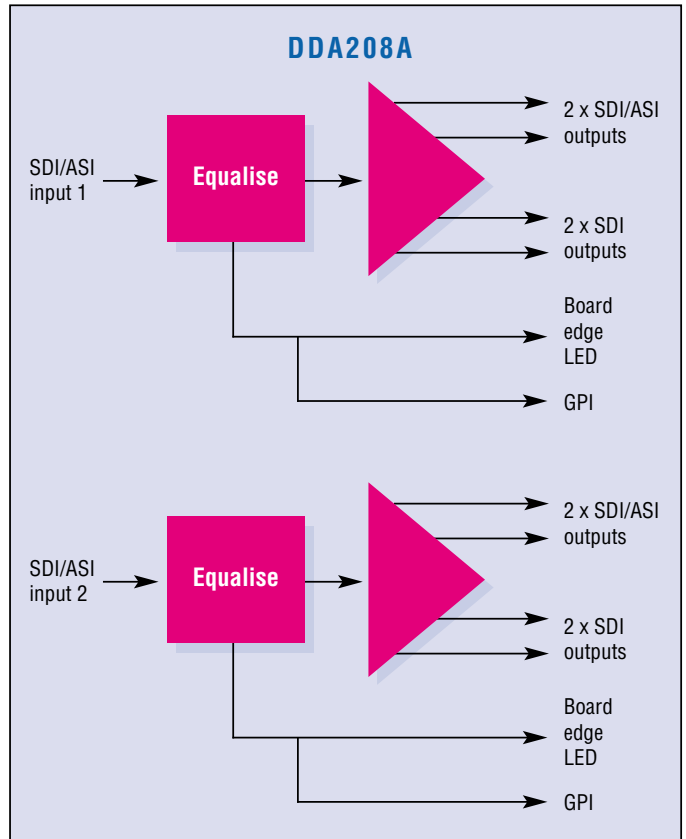 DDA208A
SDI/ASI
input 1
Equalise
2 x SDI/ASI
outputs
2 x SDI
outputs
Board
edge
LED
GPI
SDI/ASI
input 2
Equalise
2 x SDI/ASI
outputs
2 x SDI
outputs
Board
edge
LED
GPI